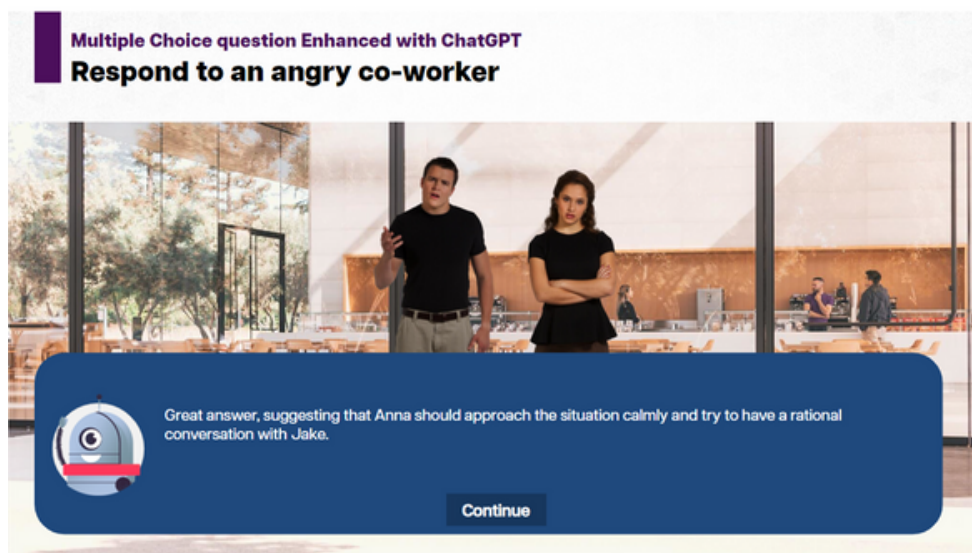 Multiple Choice question Enhanced with ChatGPT
Respond to an angry co-worker
Great answer, suggesting that Anna should approach the situation calmly and try to have a rational
conversation with Jake.
Continue